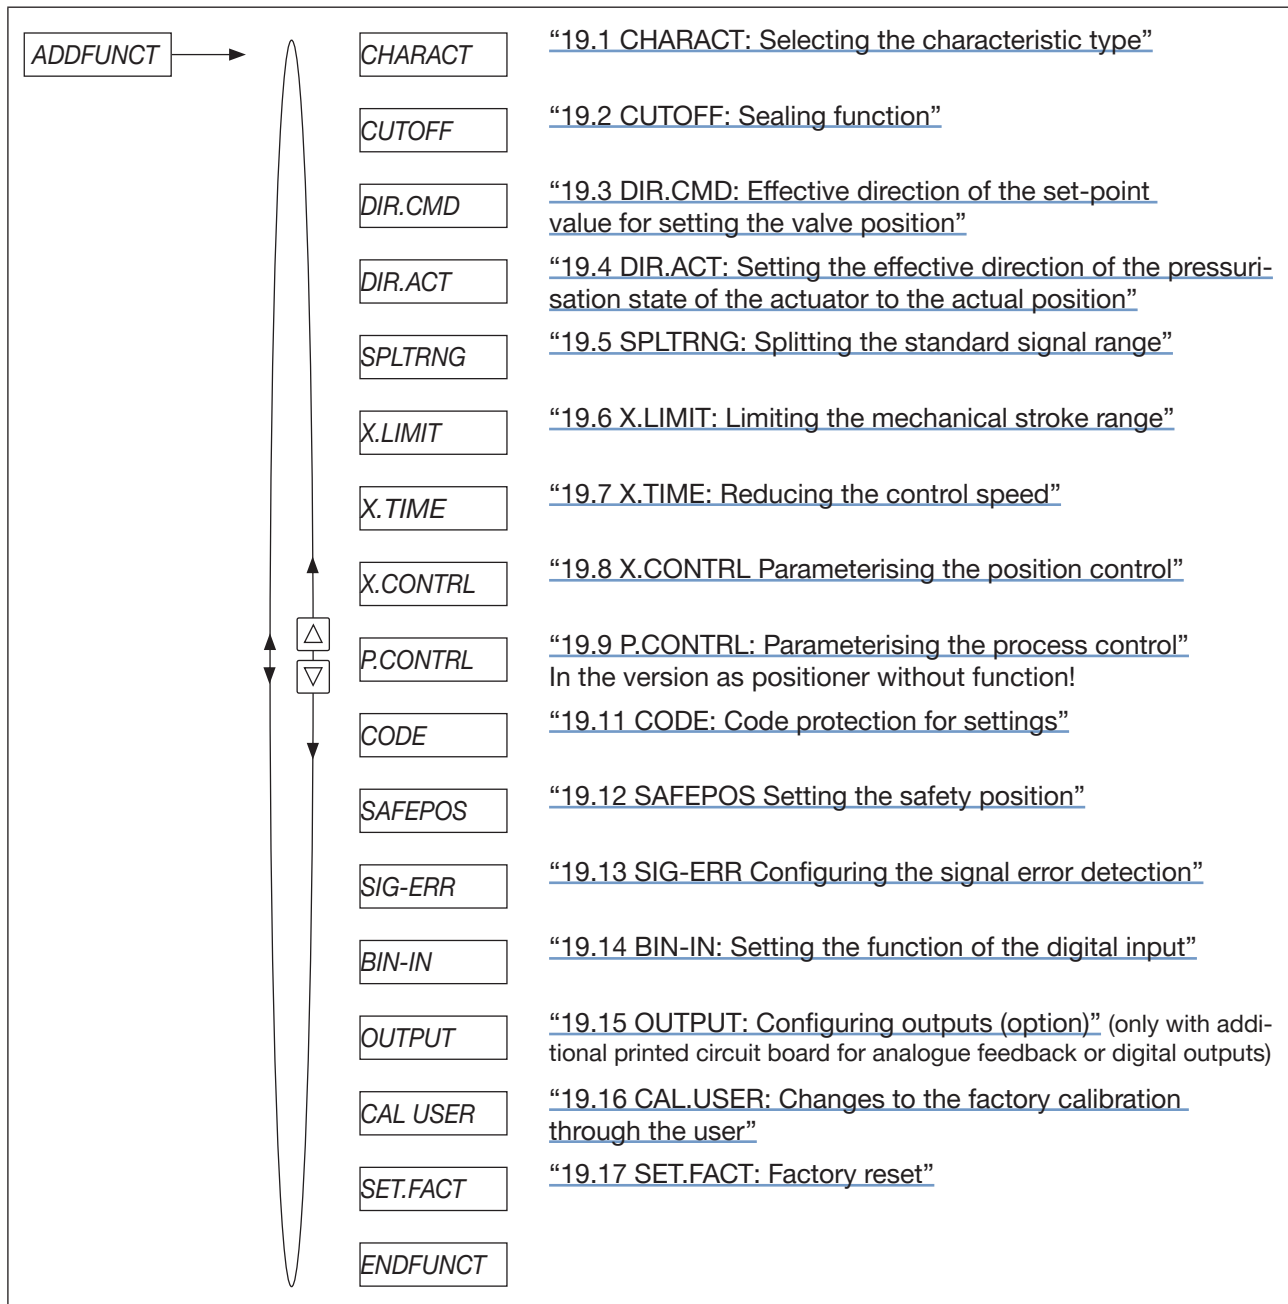 ADDFUNCT
CHARACT “19.1 CHARACT: Selecting the characteristic type”
CUTOFF “19.2 CUTOFF: Sealing function”
DIR.CMD “19.3 DIR.CMD: Effective direction of the set-point
value for setting the valve position”
DIR.ACT “19.4 DIR.ACT: Setting the effective direction of the pressuri-
sation state of the actuator to the actual position”
SPLTRNG “19.5 SPLTRNG: Splitting the standard signal range”
X.LIMIT “19.6 X.LIMIT: Limiting the mechanical stroke range”
X.TIME “19.7 X.TIME: Reducing the control speed”
X.CONTRL “19.8 X.CONTRL Parameterising the position control”
P.CONTRL “19.9 P.CONTRL: Parameterising the process control”
In the version as positioner without function!
CODE “19.11 CODE: Code protection for settings”
SAFEPOS “19.12 SAFEPOS Setting the safety position”
SIG-ERR “19.13 SIG-ERR Configuring the signal error detection”
BIN-IN “19.14 BIN-IN: Setting the function of the digital input”
OUTPUT “19.15 OUTPUT: Configuring outputs (option)” (only with addi-
tional printed circuit board for analogue feedback or digital outputs)
CAL USER “19.16 CAL.USER: Changes to the factory calibration
through the user”
SET.FACT “19.17 SET.FACT: Factory reset”
ENDFUNCT